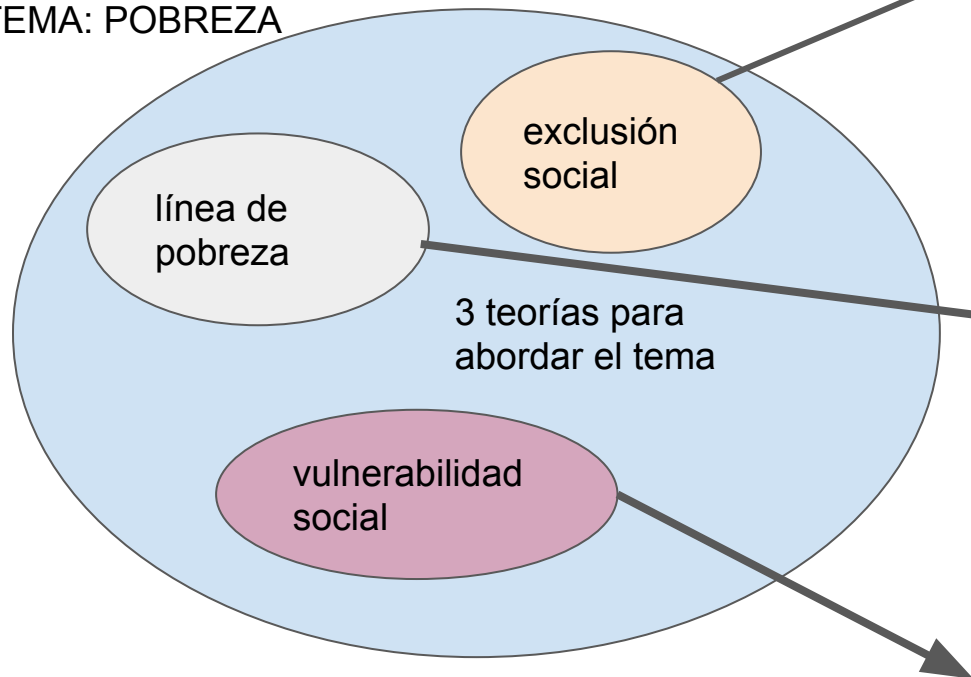 TEMA: POBREZA
exclusión
social
línea de
pobreza
3 teorías para
abordar el tema
vulnerabilidad
social